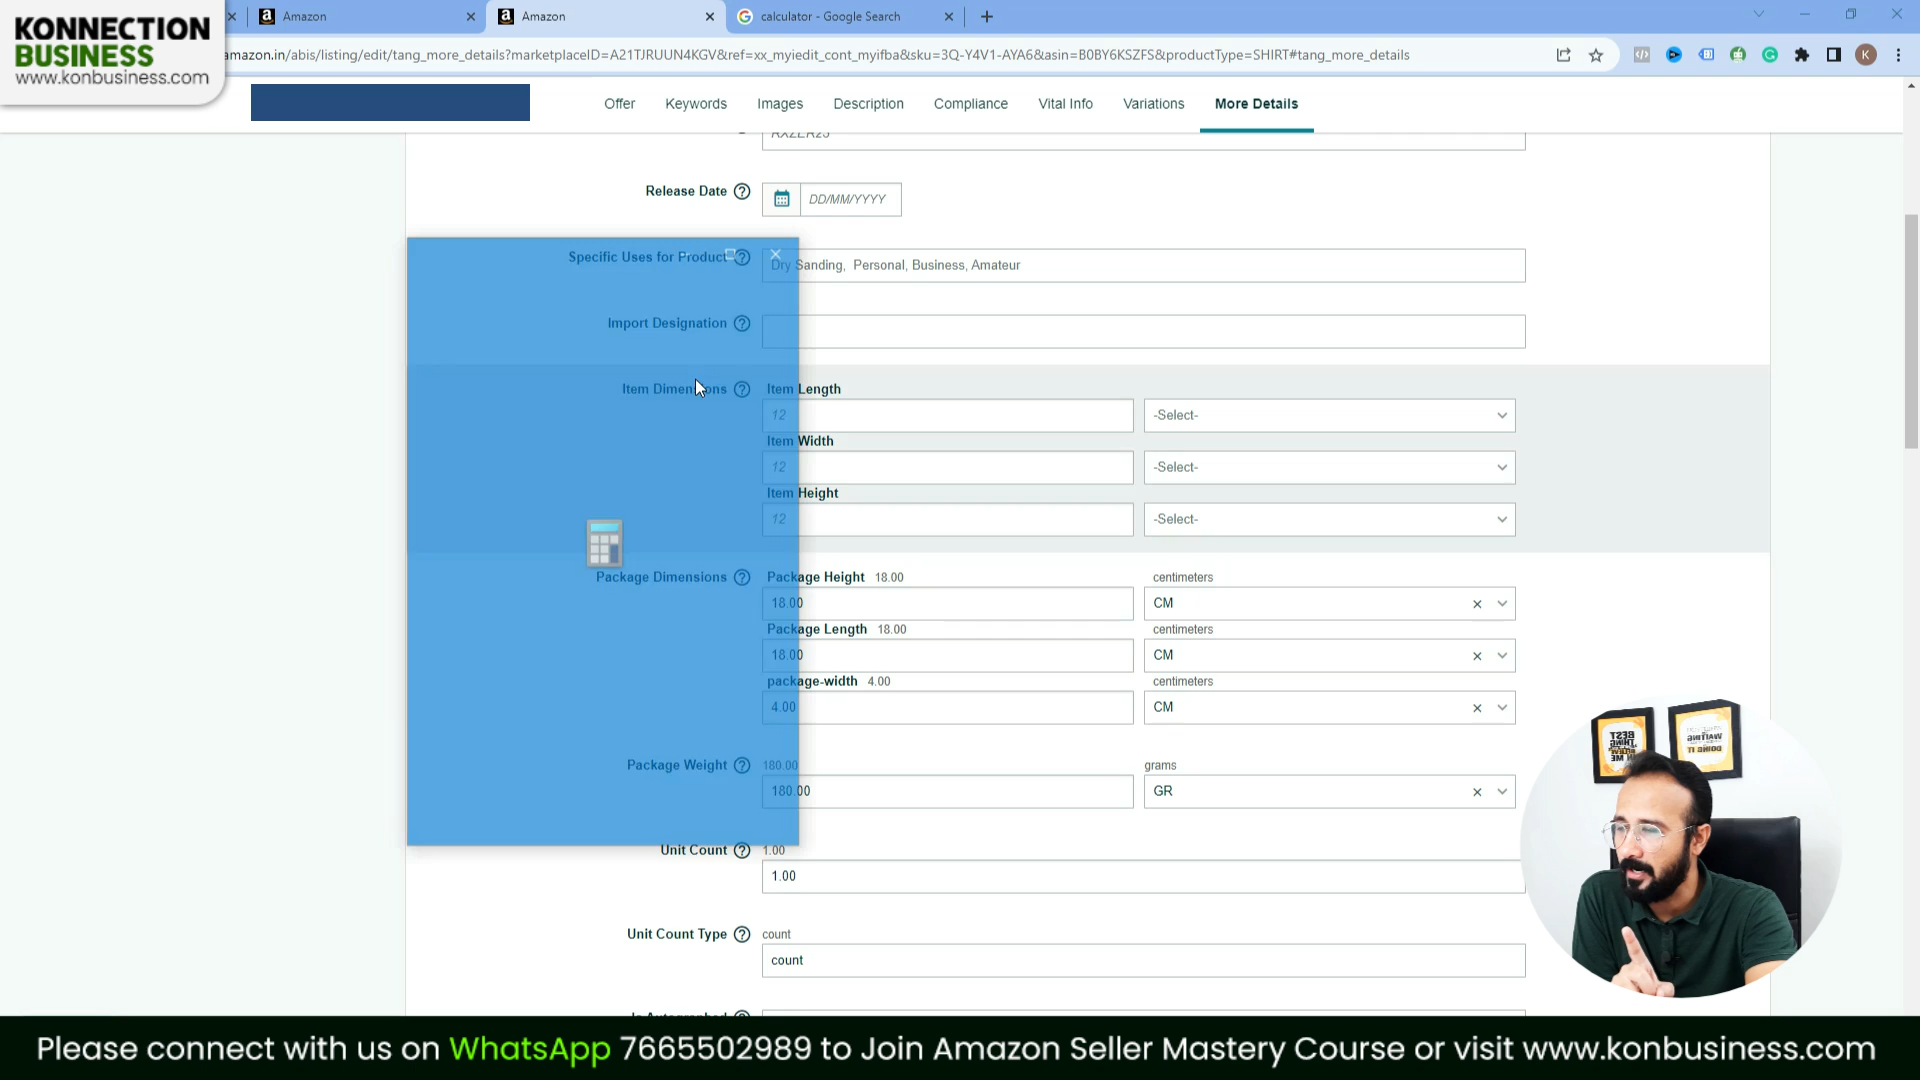 KONNECTION
BUSINESS
www.konbusiness.com
Amazon
Amazon
calculator - Google Search
amazon.in/abis/listing/edit/tang_more_details?marketplaceID=A21TJRUUN4KGV&ref=xx_myiedit_cont_myifba&sku=3Q-Y4V1-AYA6&asin=B0BY6KSZFS&productType=SHIRT#tang_more_details
K
Offer
Keywords
Images
Description
Compliance
Vital Info
Variations
More Details
Release Date
DD/MM/YYYY
Specific Uses for Product
Dry Sanding, Personal, Business, Amateur
Import Designation
Item Dimensions
Item Length
12
-Select-
Item Width
12
-Select-
Item Height
12
-Select-
Package Dimensions
Package Height 18.00
centimeters
18.00
CM
Package Length 18.00
centimeters
18.00
CM
package-width 4.00
centimeters
4.00
CM
Package Weight
180.00
grams
180.00
GR
Unit Count
1.00
1.00
Unit Count Type
count
count
Please connect with us on WhatsApp 7665502989 to Join Amazon Seller Mastery Course or visit www.konbusiness.com